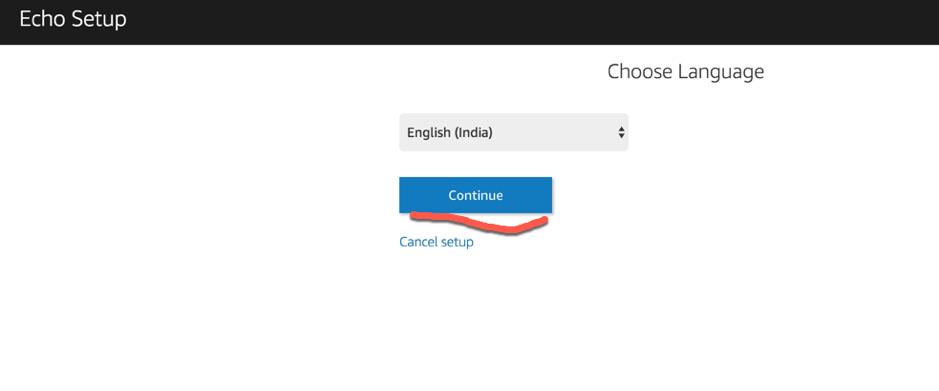 Echo Setup
Choose Language
English (India)
Continue
Cancel setup